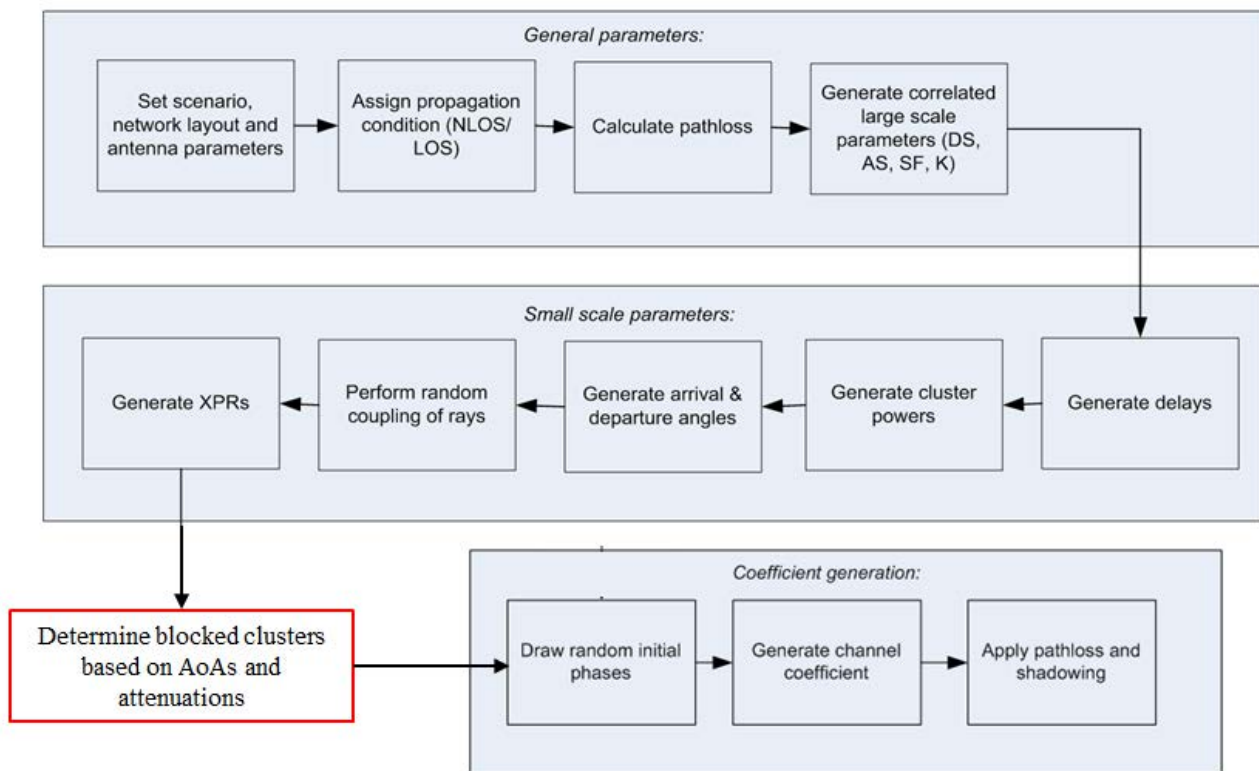 General parameters:
Set scenario,
network layout and
antenna parameters
Assign propagation
condition (NLOS/
LOS)
Calculate pathloss
Generate correlated
large scale
parameters (DS,
AS, SF, K)
Small scale parameters:
Generate XPRs
Perform random
coupling of rays
Generate arrival &
departure angles
Generate cluster
powers
Generate delays
Determine blocked clusters
based on AoAs and
attenuations
Coefficient generation:
Draw random initial
phases
Generate channel
coefficient
Apply pathloss and
shadowing